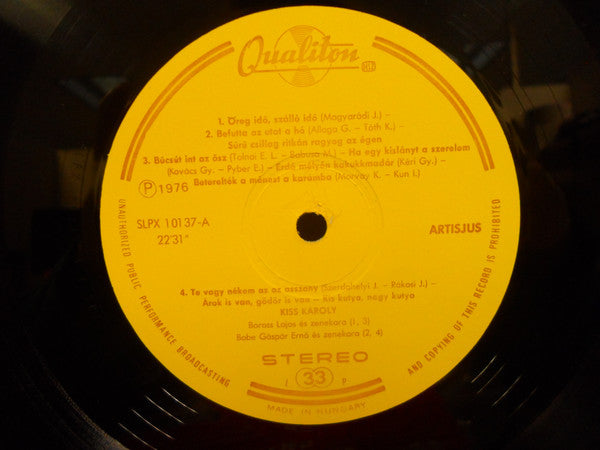 Qualiton
1. Öreg idő, szálló idő (Magyarádi J.) –
2. Befutta az utat a hó (Allaga G. – Tóth K.) –
Sürü csillag ritkán ragyog az égen
3. Búcsút int az ősz (Tolnai E. L. – Babusa M.) – Ha egy kislányt a szerelem
(Kovács Gy. – Pyber E.) – Erdő mélyén kakukkmadár (Kéri Gy.) –
Beterelték a ménest a karámba (Morvay K. – Kun I.)
Ⓟ 1976
SLPX 10137-A
22'31"
ARTISJUS
4. Te vagy nékem az az asszony (Szerdahelyi J. – Rákosi J.) –
Árok is van, gödör is van – Kis kutya, nagy kutya
KISS KÁROLY
Boross Lajos és zenekara (1, 3)
Babe Gáspár Ernő és zenekara (2, 4)
STEREO
33
P
MADE IN HUNGARY
UNAUTHORIZED PUBLIC PERFORMANCE BROADCASTING
AND COPYING OF THIS RECORD IS PROHIBITED